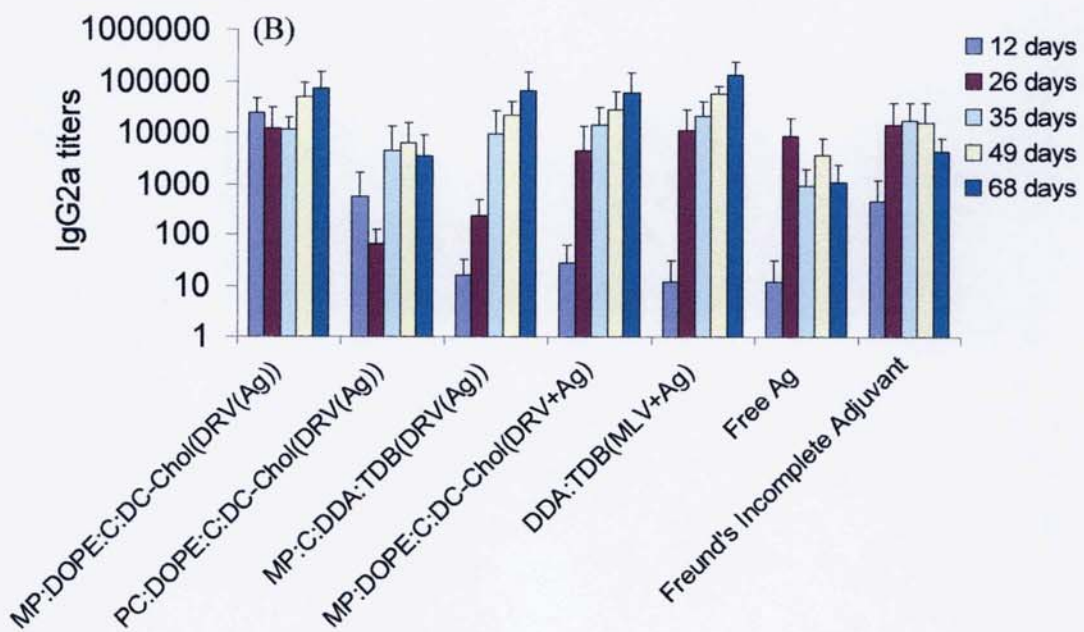 (B)
IgG2a titers
1000000
100000
10000
1000
100
10
1
12 days
26 days
35 days
49 days
68 days
MP:DOPE:C:DC-Chol(DRV(Ag))
PC:DOPE:C:DC-Chol(DRV(Ag))
MP:C:DDA:TDB(DRV(Ag))
MP:DOPE:C:DC-Chol(DRV+Ag)
DDA:TDB(MLV+Ag)
Free Ag
Freund's Incomplete Adjuvant